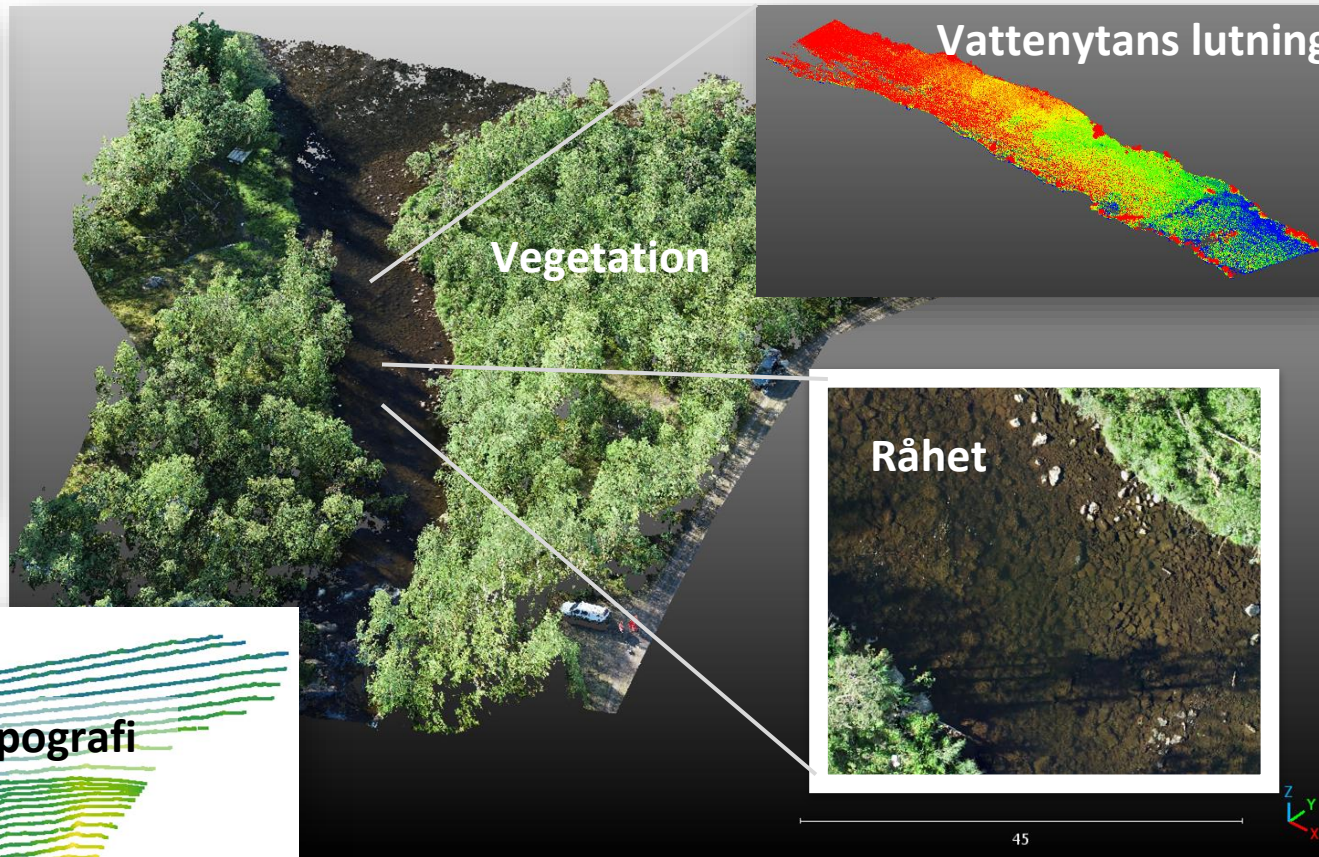 Vattenytans lutning
Vegetation
Råhet
pografi
45
Z
Y
X